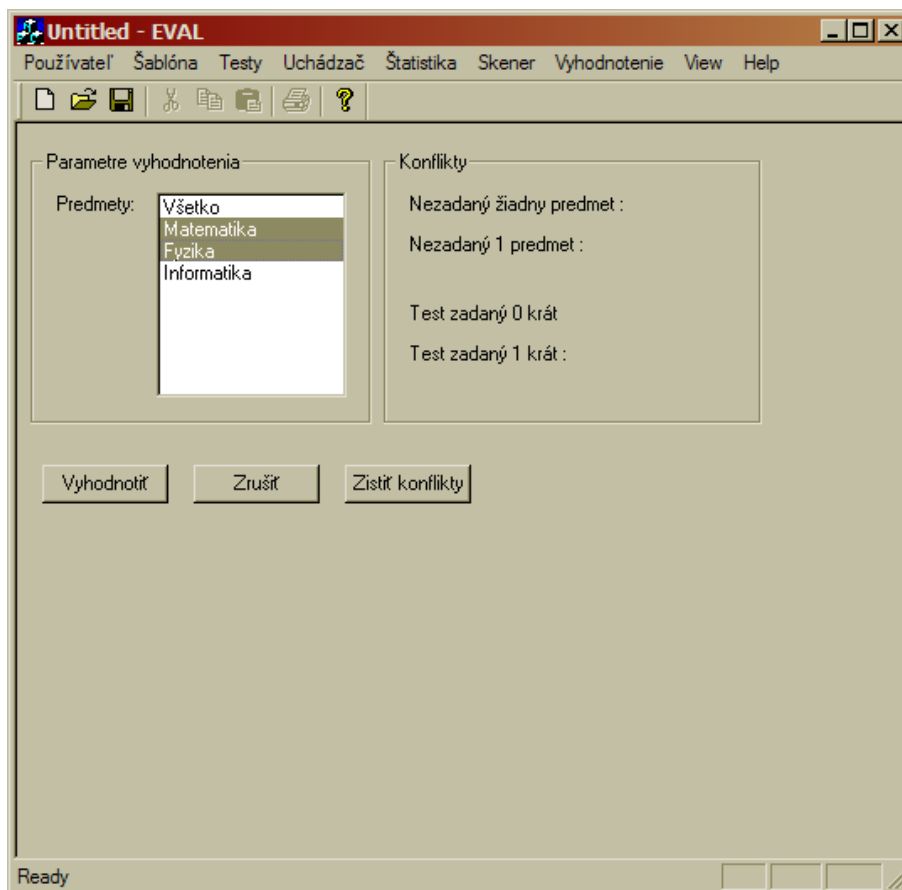 Untitled - EVAL
Používateľ Šablóna Testy Uchádzač Štatistika Skener Vyhodnotenie View Help
Parametre vyhodnotenia
Predmety:
Všetko
Matematika
Fyzika
Informatika
Konflikty
Nezadaný žiadny predmet :
Nezadaný 1 predmet :
Test zadaný 0 krát
Test zadaný 1 krát :
Vyhodnotiť Zrušiť Zistiť konflikty
Ready